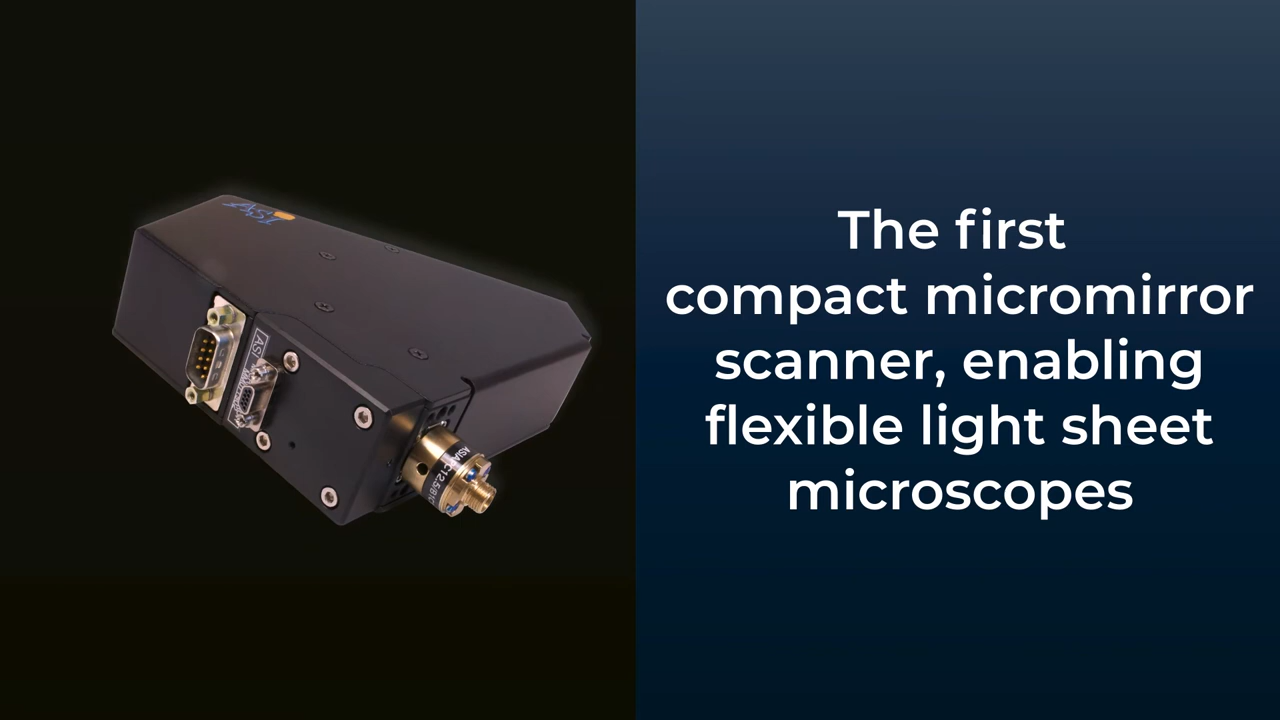 The first
compact micromirror
scanner, enabling
flexible light sheet
microscopes
ASI
ASI